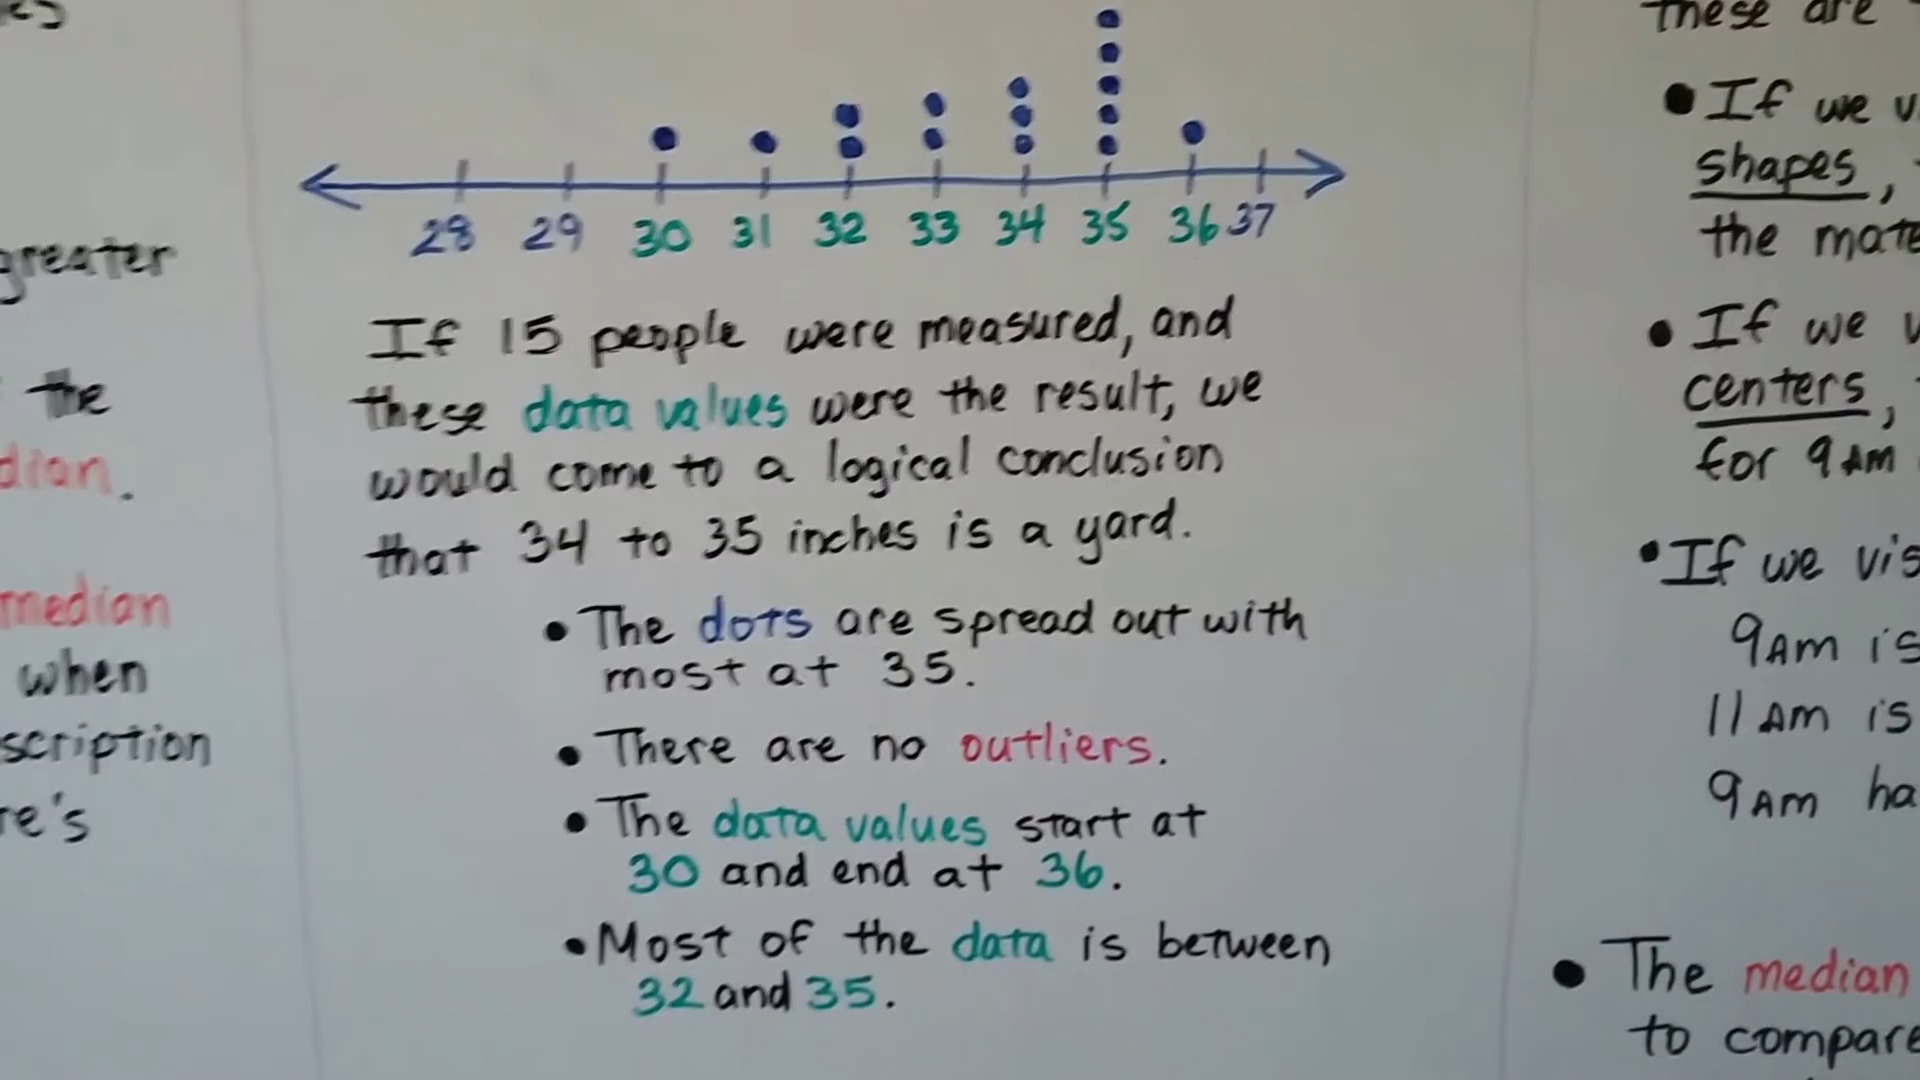 greater
the
dian.
median
when
scription
re's
28 29 30 31 32 33 34 35 36 37
If 15 people were measured, and
these data values were the result, we
would come to a logical conclusion
that 34 to 35 inches is a yard.
• The dots are spread out with
most at 35.
• There are no outliers.
• The data values start at
30 and end at 36.
• Most of the data is between
32 and 35.
These are
• If we v
shapes,
the mate
• If we v
centers,
for 9 AM
• If we vis
9 AM is
11 AM is
9 AM ha
• The median
to compare